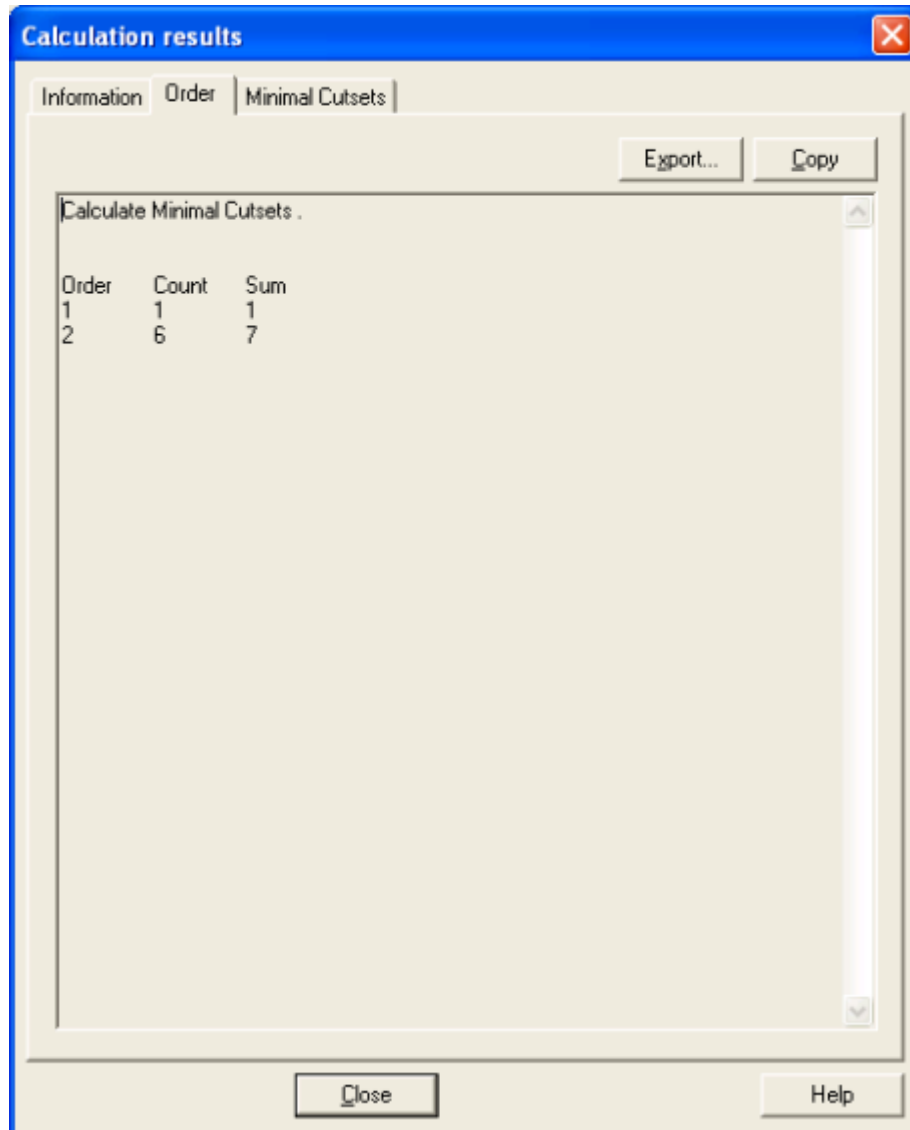 Calculation results
Information Order Minimal Cutsets
Export... Copy
Calculate Minimal Cutsets .
Order Count Sum
1 1 1
2 6 7
Close Help